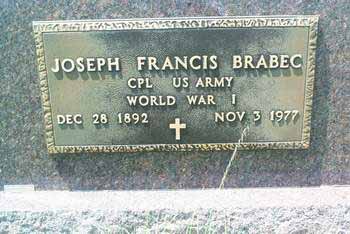 JOSEPH FRANCIS BRABEC
CPL US ARMY
WORLD WAR I
DEC 28 1892 NOV 3 1977